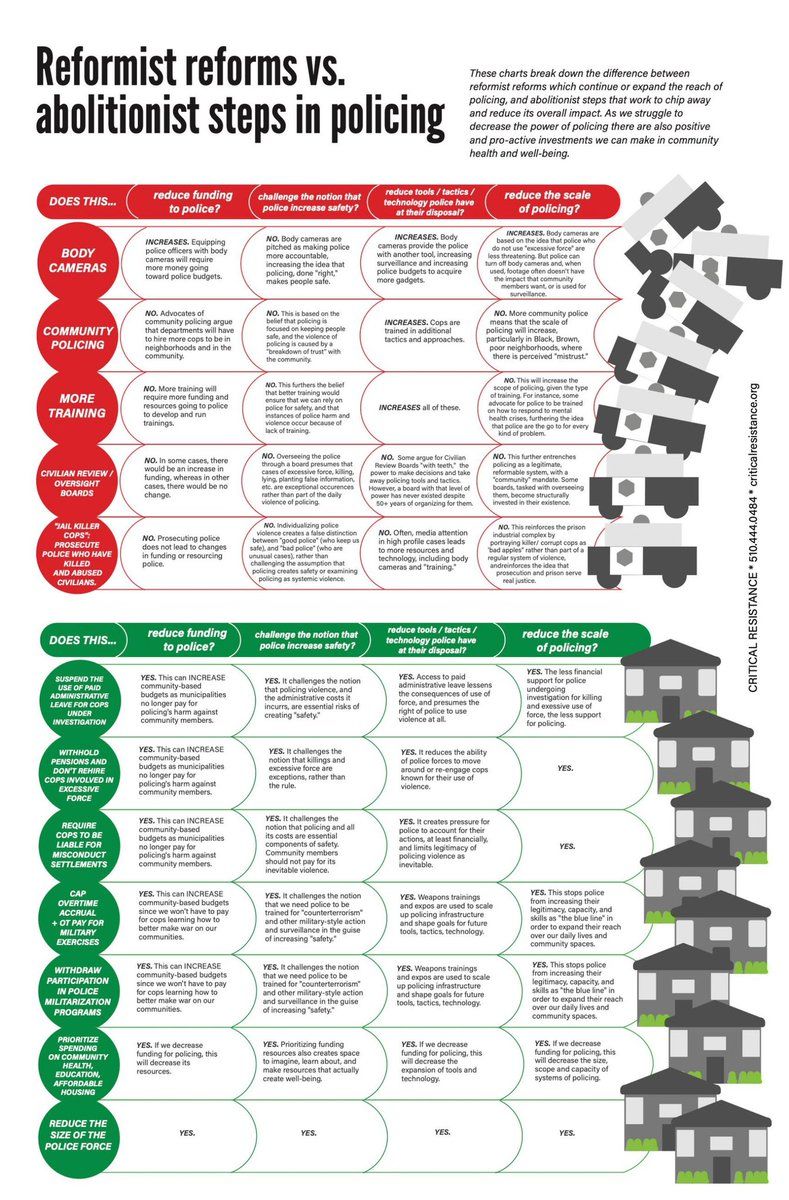 Reformist reforms vs.
abolitionist steps in policing
These charts break down the difference between
reformist reforms which continue or expand the reach of
policing, and abolitionist steps that work to chip away
and reduce its overall impact. As we struggle to
decrease the power of policing there are also positive
and pro-active investments we can make in community
health and well-being.
DOES THIS...
reduce funding
to police?
challenge the notion that
police increase safety?
reduce tools / tactics /
technology police have
at their disposal?
reduce the scale
of policing?
BODY
CAMERAS
INCREASES. Equipping
police officers with body
cameras will require
more money going
toward police budgets.
NO. Body cameras are
pitched as making police
more accountable,
increasing the idea that
policing, done "right,"
makes people safe.
INCREASES. Body
cameras provide the police
with another tool, increasing
surveillance and increasing
police budgets to acquire
more gadgets.
INCREASES. Body cameras are
based on the idea that police who
do not use "excessive force" are
less threatening. But police can
turn off body cameras and, when
used, footage often doesn't have
the impact that community
members want, or is used for
surveillance.
COMMUNITY
POLICING
NO. Advocates of
community policing argue
that departments will have
to hire more cops to be in
neighborhoods and in the
community.
NO. This is based on the
belief that policing is
focused on keeping people
safe, and the violence of
policing is caused by a
"breakdown of trust" with
the community.
INCREASES. Cops are
trained in additional
tactics and approaches.
NO. More community police
means that the scale of
policing will increase,
particularly in Black, Brown,
poor neighborhoods, where
there is perceived "mistrust."
MORE
TRAINING
NO. More training will
require more funding and
resources going to police
to develop and run
trainings.
NO. This furthers the belief
that better training would
ensure that we can rely on
police for safety, and that
instances of police harm and
violence occur because of
lack of training.
INCREASES all of these.
NO. This will increase the
scope of policing, given the type
of training. For instance, some
advocate for police to be trained
on how to respond to mental
health crises, furthering the idea
that police are the go to for every
kind of problem.
CIVILIAN REVIEW /
OVERSIGHT
BOARDS
NO. In some cases, there
would be an increase in
funding, whereas in other
cases, there would be no
change.
NO. Overseeing the police
through a board presumes that
cases of excessive force, killing,
lying, planting false information,
etc. are exceptional occurences
rather than part of the daily
violence of policing.
NO. Some argue for Civilian
Review Boards "with teeth," the
power to make decisions and take
away policing tools and tactics.
However, a board with that level of
power has never existed despite
50+ years of organizing for them.
NO. This further entrenches
policing as a legitimate,
reformable system, with a
"community" mandate. Some
boards, tasked with overseeing
them, become structurally
invested in their existence.
"JAIL KILLER
COPS":
PROSECUTE
POLICE WHO HAVE
KILLED
AND ABUSED
CIVILIANS.
NO. Prosecuting police
does not lead to changes
in funding or resourcing
police.
NO. Individualizing police
violence creates a false distinction
between "good police" (who keep us
safe), and "bad police" (who are
unusual cases), rather than
challenging the assumption that
policing creates safety or examining
policing as systemic violence.
NO. Often, media attention
in high profile cases leads
to more resources and
technology, including body
cameras and "training."
NO. This reinforces the prison
industrial complex by
portraying killer/ corrupt cops as
'bad apples" rather than part of a
regular system of violence,
andreinforces the idea that
prosecution and prison serve
real justice.
DOES THIS...
reduce funding
to police?
challenge the notion that
police increase safety?
reduce tools / tactics /
technology police have
at their disposal?
reduce the scale
of policing?
SUSPEND THE
USE OF PAID
ADMINISTRATIVE
LEAVE FOR COPS
UNDER
INVESTIGATION
YES. This can INCREASE
community-based
budgets as municipalities
no longer pay for
policing's harm against
community members.
YES. It challenges the
notion that policing violence, and
the administrative costs it
incurrs, are essential risks of
creating "safety."
YES. Access to paid
administrative leave lessens
the consequences of use of
force, and presumes the
right of police to use
violence at all.
YES. The less financial
support for police
undergoing
investigation for killing
and exessive use of
force, the less support
for policing.
WITHHOLD
PENSIONS AND
DON'T REHIRE
COPS INVOLVED IN
EXCESSIVE
FORCE
YES. This can INCREASE
community-based
budgets as municipalities
no longer pay for
policing's harm against
community members.
YES. It challenges the
notion that killings and
excessive force are
exceptions, rather than
the rule.
YES. It reduces the ability
of police forces to move
around or re-engage cops
known for their use of
violence.
YES.
REQUIRE
COPS TO BE
LIABLE FOR
MISCONDUCT
SETTLEMENTS
YES. This can INCREASE
community-based
budgets as municipalities
no longer pay for
policing's harm against
community members.
YES. It challenges the
notion that policing and all
its costs are essential
components of safety.
Community members
should not pay for its
inevitable violence.
YES. It creates pressure for
police to account for their
actions, at least financially,
and limits legitimacy of
policing violence as
inevitable.
YES.
CAP
OVERTIME
ACCRUAL
+ OT PAY FOR
MILITARY
EXERCISES
YES. This can INCREASE
community-based budgets
since we won't have to pay
for cops learning how to
better make war on our
communities.
YES. It challenges the notion
that we need police to be
trained for "counterterrorism"
and other military-style action
and surveillance in the guise
of increasing "safety."
YES. Weapons trainings
and expos are used to scale
up policing infrastructure
and shape goals for future
tools, tactics, technology.
YES. This stops police
from increasing their
legitimacy, capacity, and
skills as "the blue line" in
order to expand their reach
over our daily lives and
community spaces.
WITHDRAW
PARTICIPATION
IN POLICE
MILITARIZATION
PROGRAMS
YES. This can INCREASE
community-based budgets
since we won't have to pay
for cops learning how to
better make war on our
communities.
YES. It challenges the notion
that we need police to be
trained for "counterterrorism"
and other military-style action
and surveillance in the guise
of increasing "safety."
YES. Weapons trainings
and expos are used to scale
up policing infrastructure
and shape goals for future
tools, tactics, technology.
YES. This stops police
from increasing their
legitimacy, capacity, and
skills as "the blue line" in
order to expand their reach
over our daily lives and
community spaces.
PRIORITIZE
SPENDING
ON COMMUNITY
HEALTH,
EDUCATION,
AFFORDABLE
HOUSING
YES. If we decrease
funding for policing, this
will decrease its
resources.
YES. Prioritizing funding
resources also creates space
to imagine, learn about, and
make resources that actually
create well-being.
YES. If we decrease
funding for policing, this
will decrease the
expansion of tools and
technology.
YES. If we decrease
funding for policing, this
will decrease the size,
scope and capacity of
systems of policing.
REDUCE THE
SIZE OF THE
POLICE FORCE
YES.
YES.
YES.
YES.
CRITICAL RESISTANCE * 510.444.0484 * criticalresistance.org